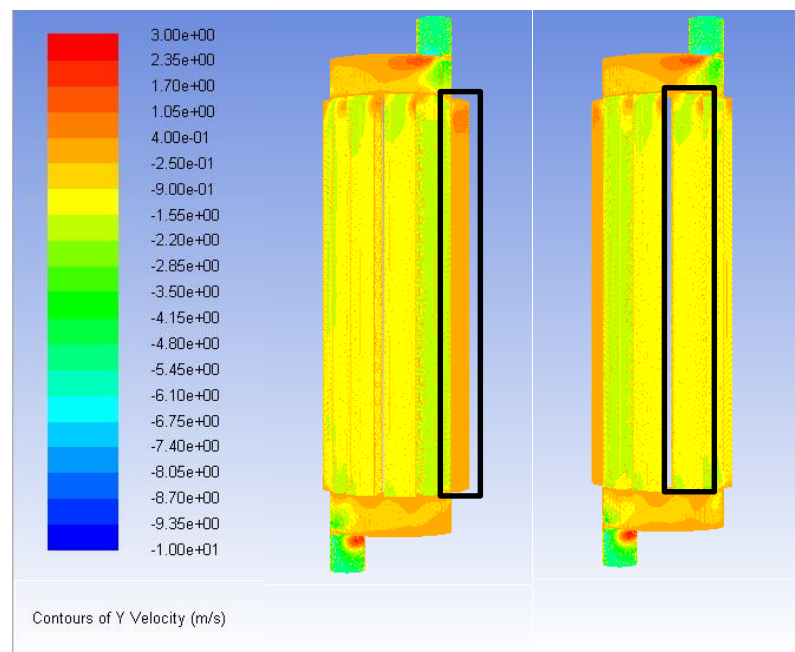 3.00e+00
2.35e+00
1.70e+00
1.05e+00
4.00e-01
-2.50e-01
-9.00e-01
-1.55e+00
-2.20e+00
-2.85e+00
-3.50e+00
-4.15e+00
-4.80e+00
-5.45e+00
-6.10e+00
-6.75e+00
-7.40e+00
-8.05e+00
-8.70e+00
-9.35e+00
-1.00e+01
Contours of Y Velocity (m/s)